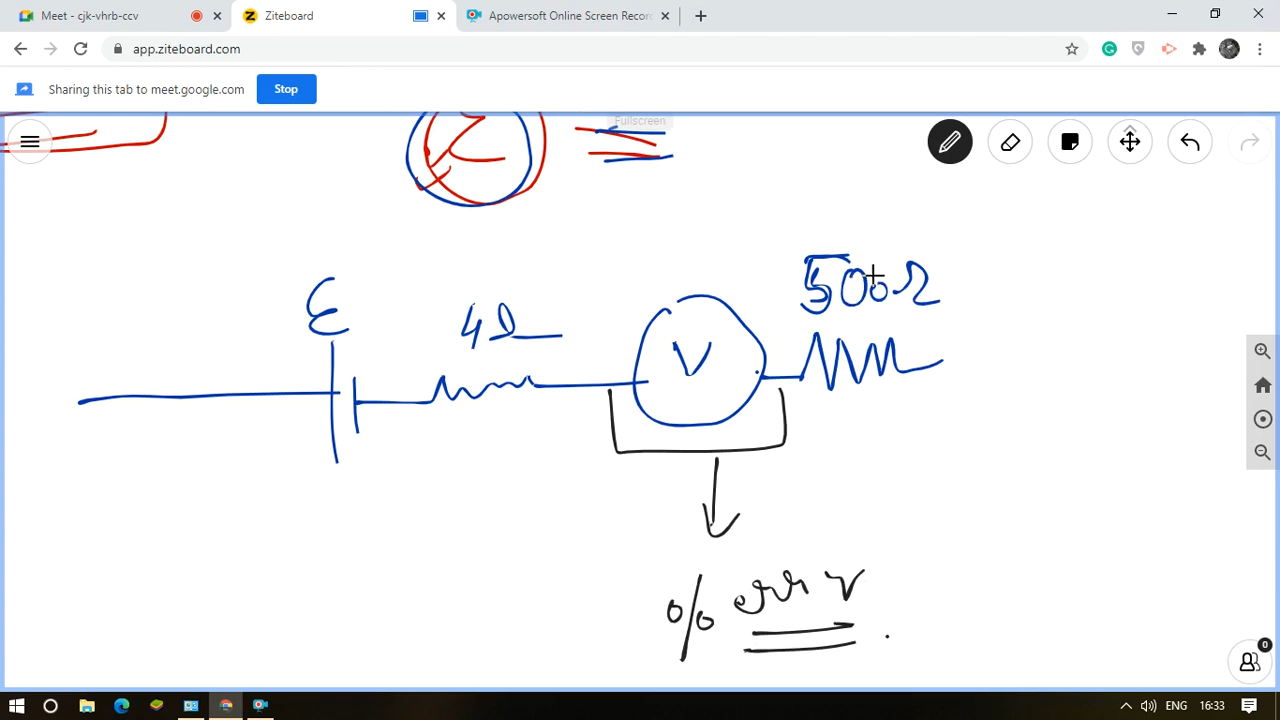 Meet - cjk-vhrb-ccv
Ziteboard
Apowersoft Online Screen Recor
app.ziteboard.com
Sharing this tab to meet.google.com
Stop
Fullscreen
500Ω
ε
4Ω
V
% err V
0
ENG
16:33